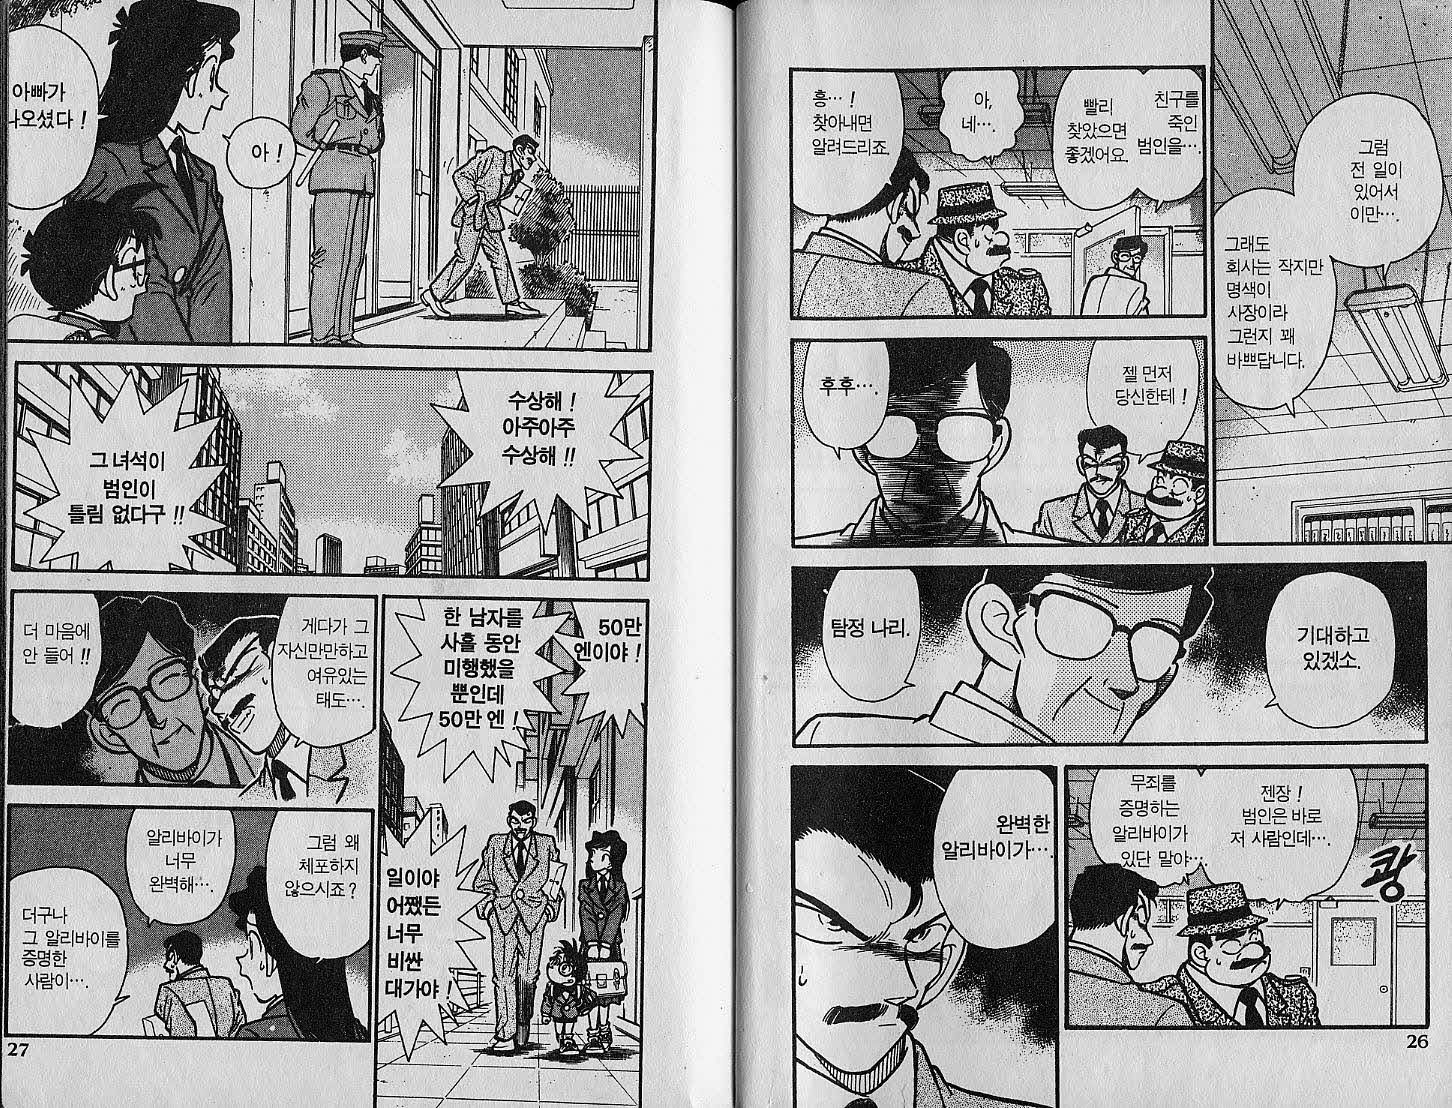 그럼
전 일이
있어서
이만….
그래도
회사는 작지만
명색이
사장이라
그런지 꽤
바쁘답니다.
친구를
죽인
범인을….
빨리
찾았으면
좋겠어요.
아,
네….
흥…!
찾아내면
알려드리죠.
젤 먼저
당신한테!
후후….
기대하고
있겠소.
탐정 나리.
쾅
젠장!
범인은 바로
저 사람인데….
무죄를
증명하는
알리바이가
있단 말야….
완벽한
알리바이가….
26
아빠가
나오셨다!
아!
수상해!
아주아주
수상해!!
그 녀석이
범인이
틀림 없다구!!
50만
엔이야!
한 남자를
사흘 동안
미행했을
뿐인데
50만 엔!
일이야
어쨌든
너무
비싼
대가야!
게다가 그
자신만만하고
여유있는
태도….
더 마음에
안 들어!!
그럼 왜
체포하지
않으시죠?
알리바이가
너무
완벽해….
더구나
그 알리바이를
증명한
사람이….
27